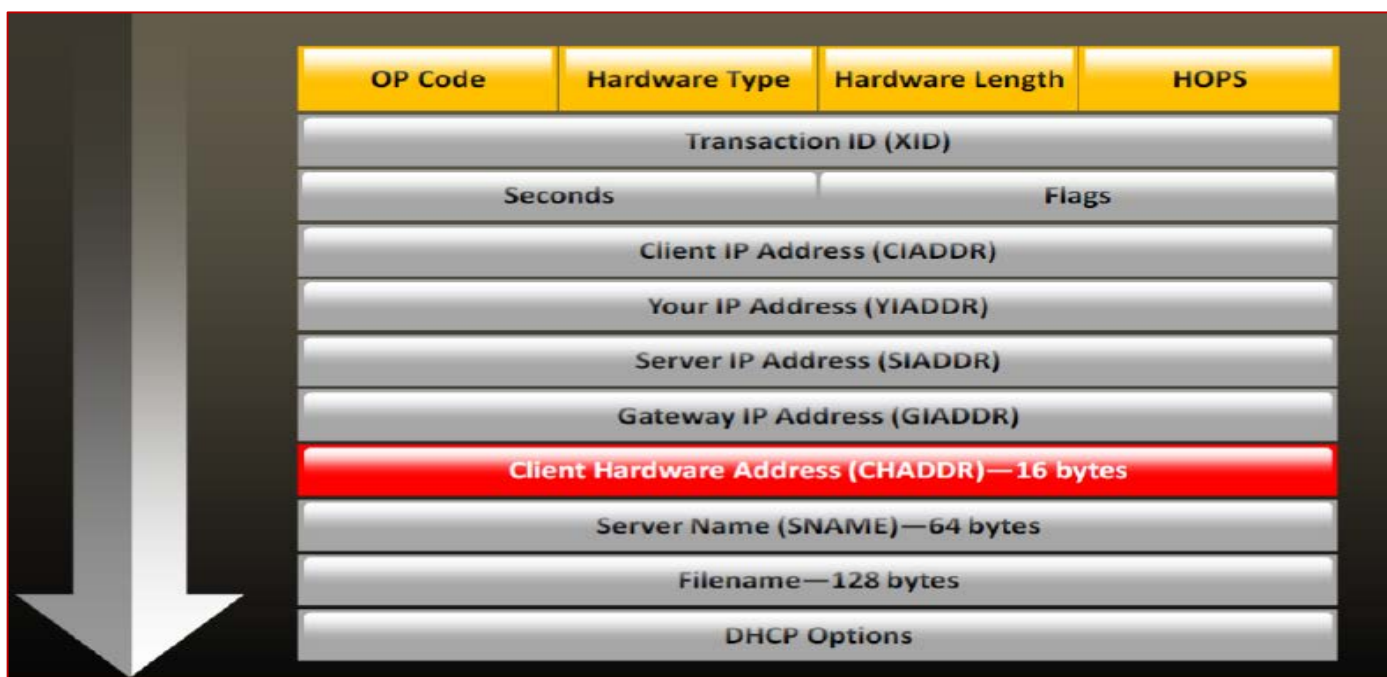 OP Code Hardware Type Hardware Length HOPS
Transaction ID (XID)
Seconds Flags
Client IP Address (CIADDR)
Your IP Address (YIADDR)
Server IP Address (SIADDR)
Gateway IP Address (GIADDR)
Client Hardware Address (CHADDR)—16 bytes
Server Name (SNAME)—64 bytes
Filename—128 bytes
DHCP Options